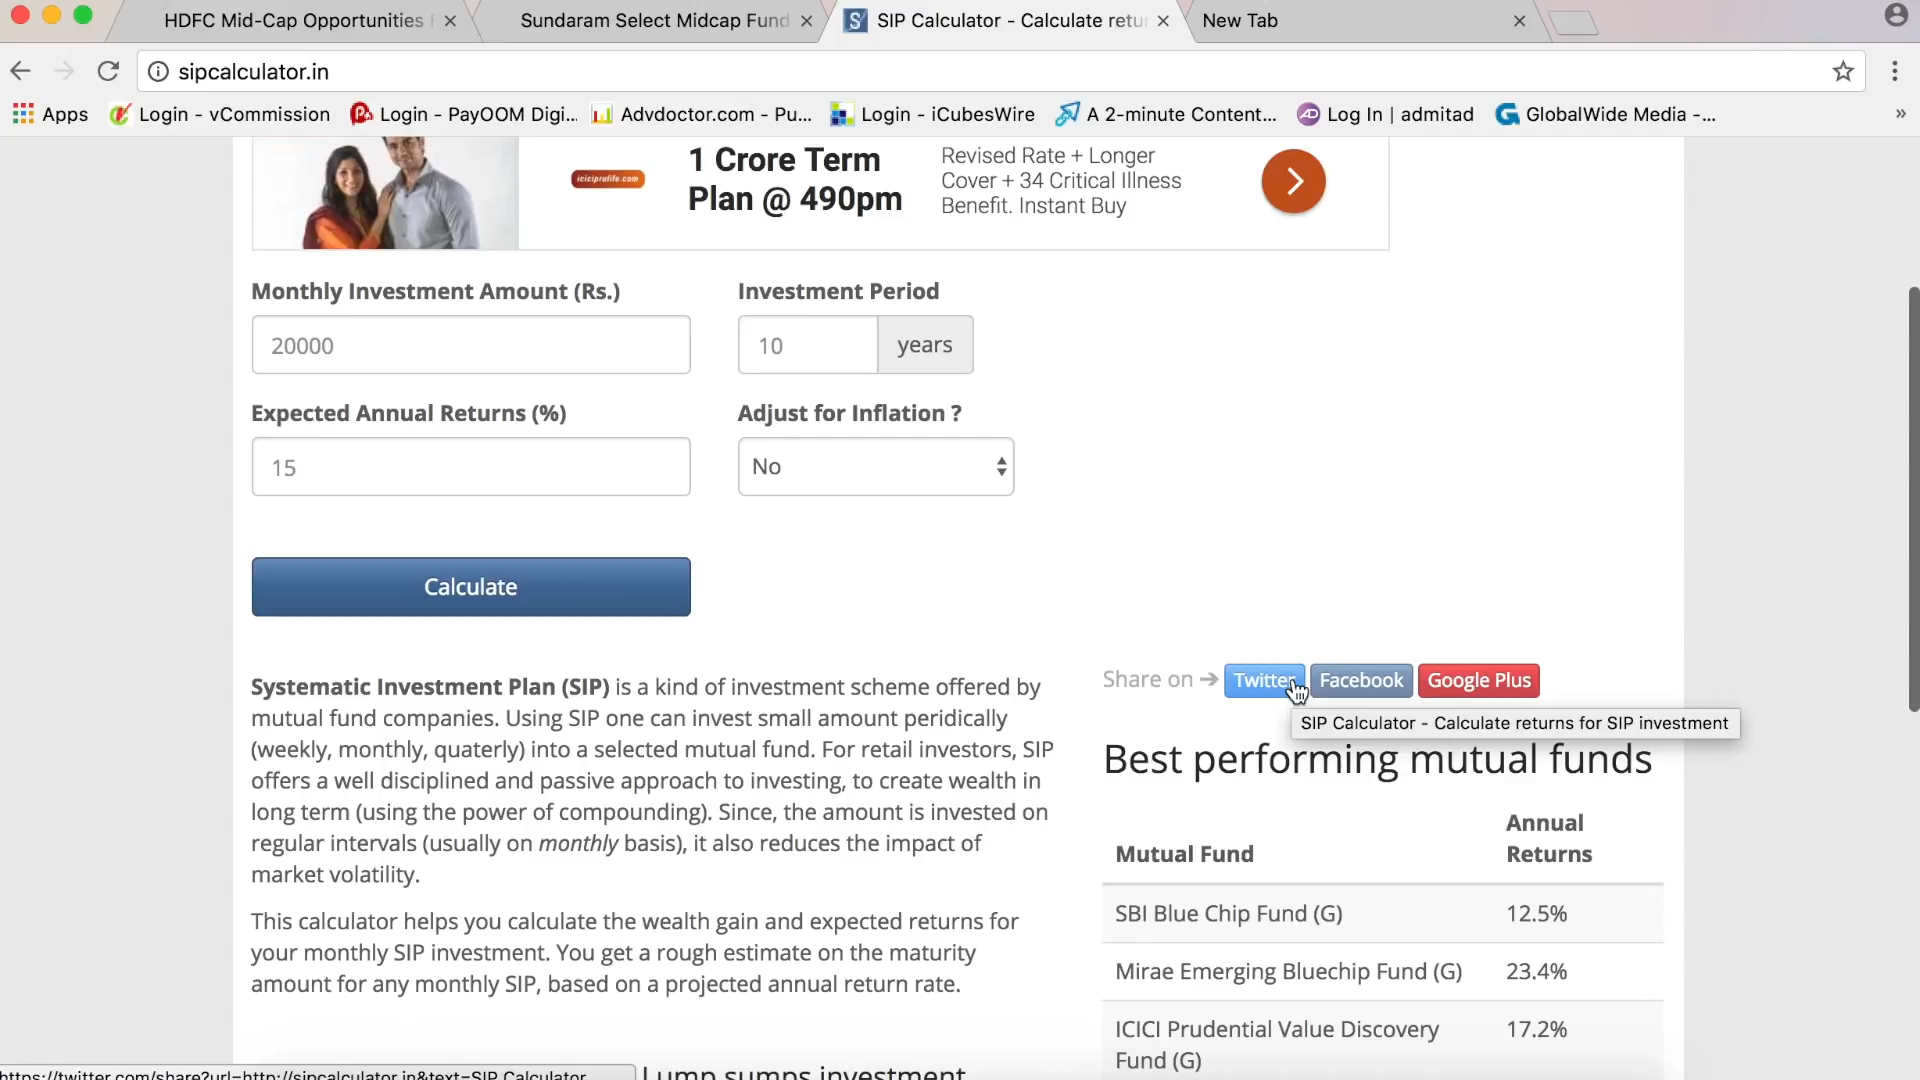 HDFC Mid-Cap Opportunities
Sundaram Select Midcap Fund
SIP Calculator - Calculate retu
New Tab
sipcalculator.in
Apps
Login - vCommission
Login - PayOOM Digi...
Advdoctor.com - Pu...
Login - iCubesWire
A 2-minute Content...
Log In | admitad
GlobalWide Media -...
iciciprulife.com
1 Crore Term
Plan @ 490pm
Revised Rate + Longer
Cover + 34 Critical Illness
Benefit. Instant Buy
Monthly Investment Amount (Rs.)
20000
Investment Period
10 years
Expected Annual Returns (%)
15
Adjust for Inflation ?
No
Calculate
Systematic Investment Plan (SIP) is a kind of investment scheme offered by
mutual fund companies. Using SIP one can invest small amount peridically
(weekly, monthly, quaterly) into a selected mutual fund. For retail investors, SIP
offers a well disciplined and passive approach to investing, to create wealth in
long term (using the power of compounding). Since, the amount is invested on
regular intervals (usually on monthly basis), it also reduces the impact of
market volatility.
This calculator helps you calculate the wealth gain and expected returns for
your monthly SIP investment. You get a rough estimate on the maturity
amount for any monthly SIP, based on a projected annual return rate.
Share on → Twitter Facebook Google Plus
SIP Calculator - Calculate returns for SIP investment
Best performing mutual funds
Mutual Fund
Annual
Returns
SBI Blue Chip Fund (G) 12.5%
Mirae Emerging Bluechip Fund (G) 23.4%
ICICI Prudential Value Discovery
Fund (G)
17.2%
Lump sumps investment
https://twitter.com/share?url=http://sipcalculator.in&text=SIP Calculator